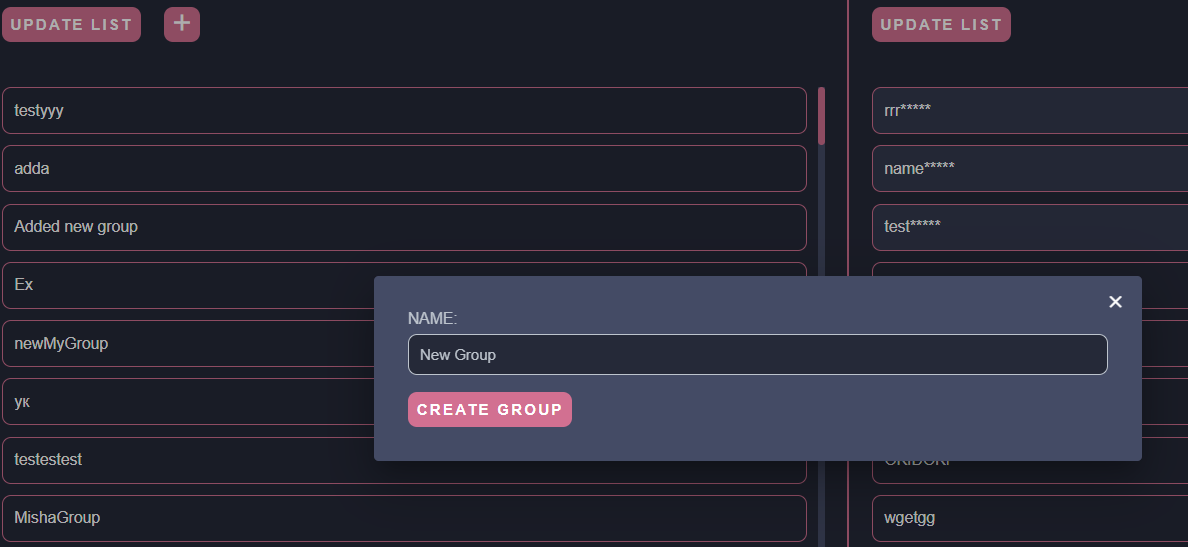 UPDATE LIST +
testyyy
adda
Added new group
Ex
newMyGroup
ук
testestest
MishaGroup
UPDATE LIST
rrr*****
name*****
test*****
wgetgg
NAME:
New Group
CREATE GROUP